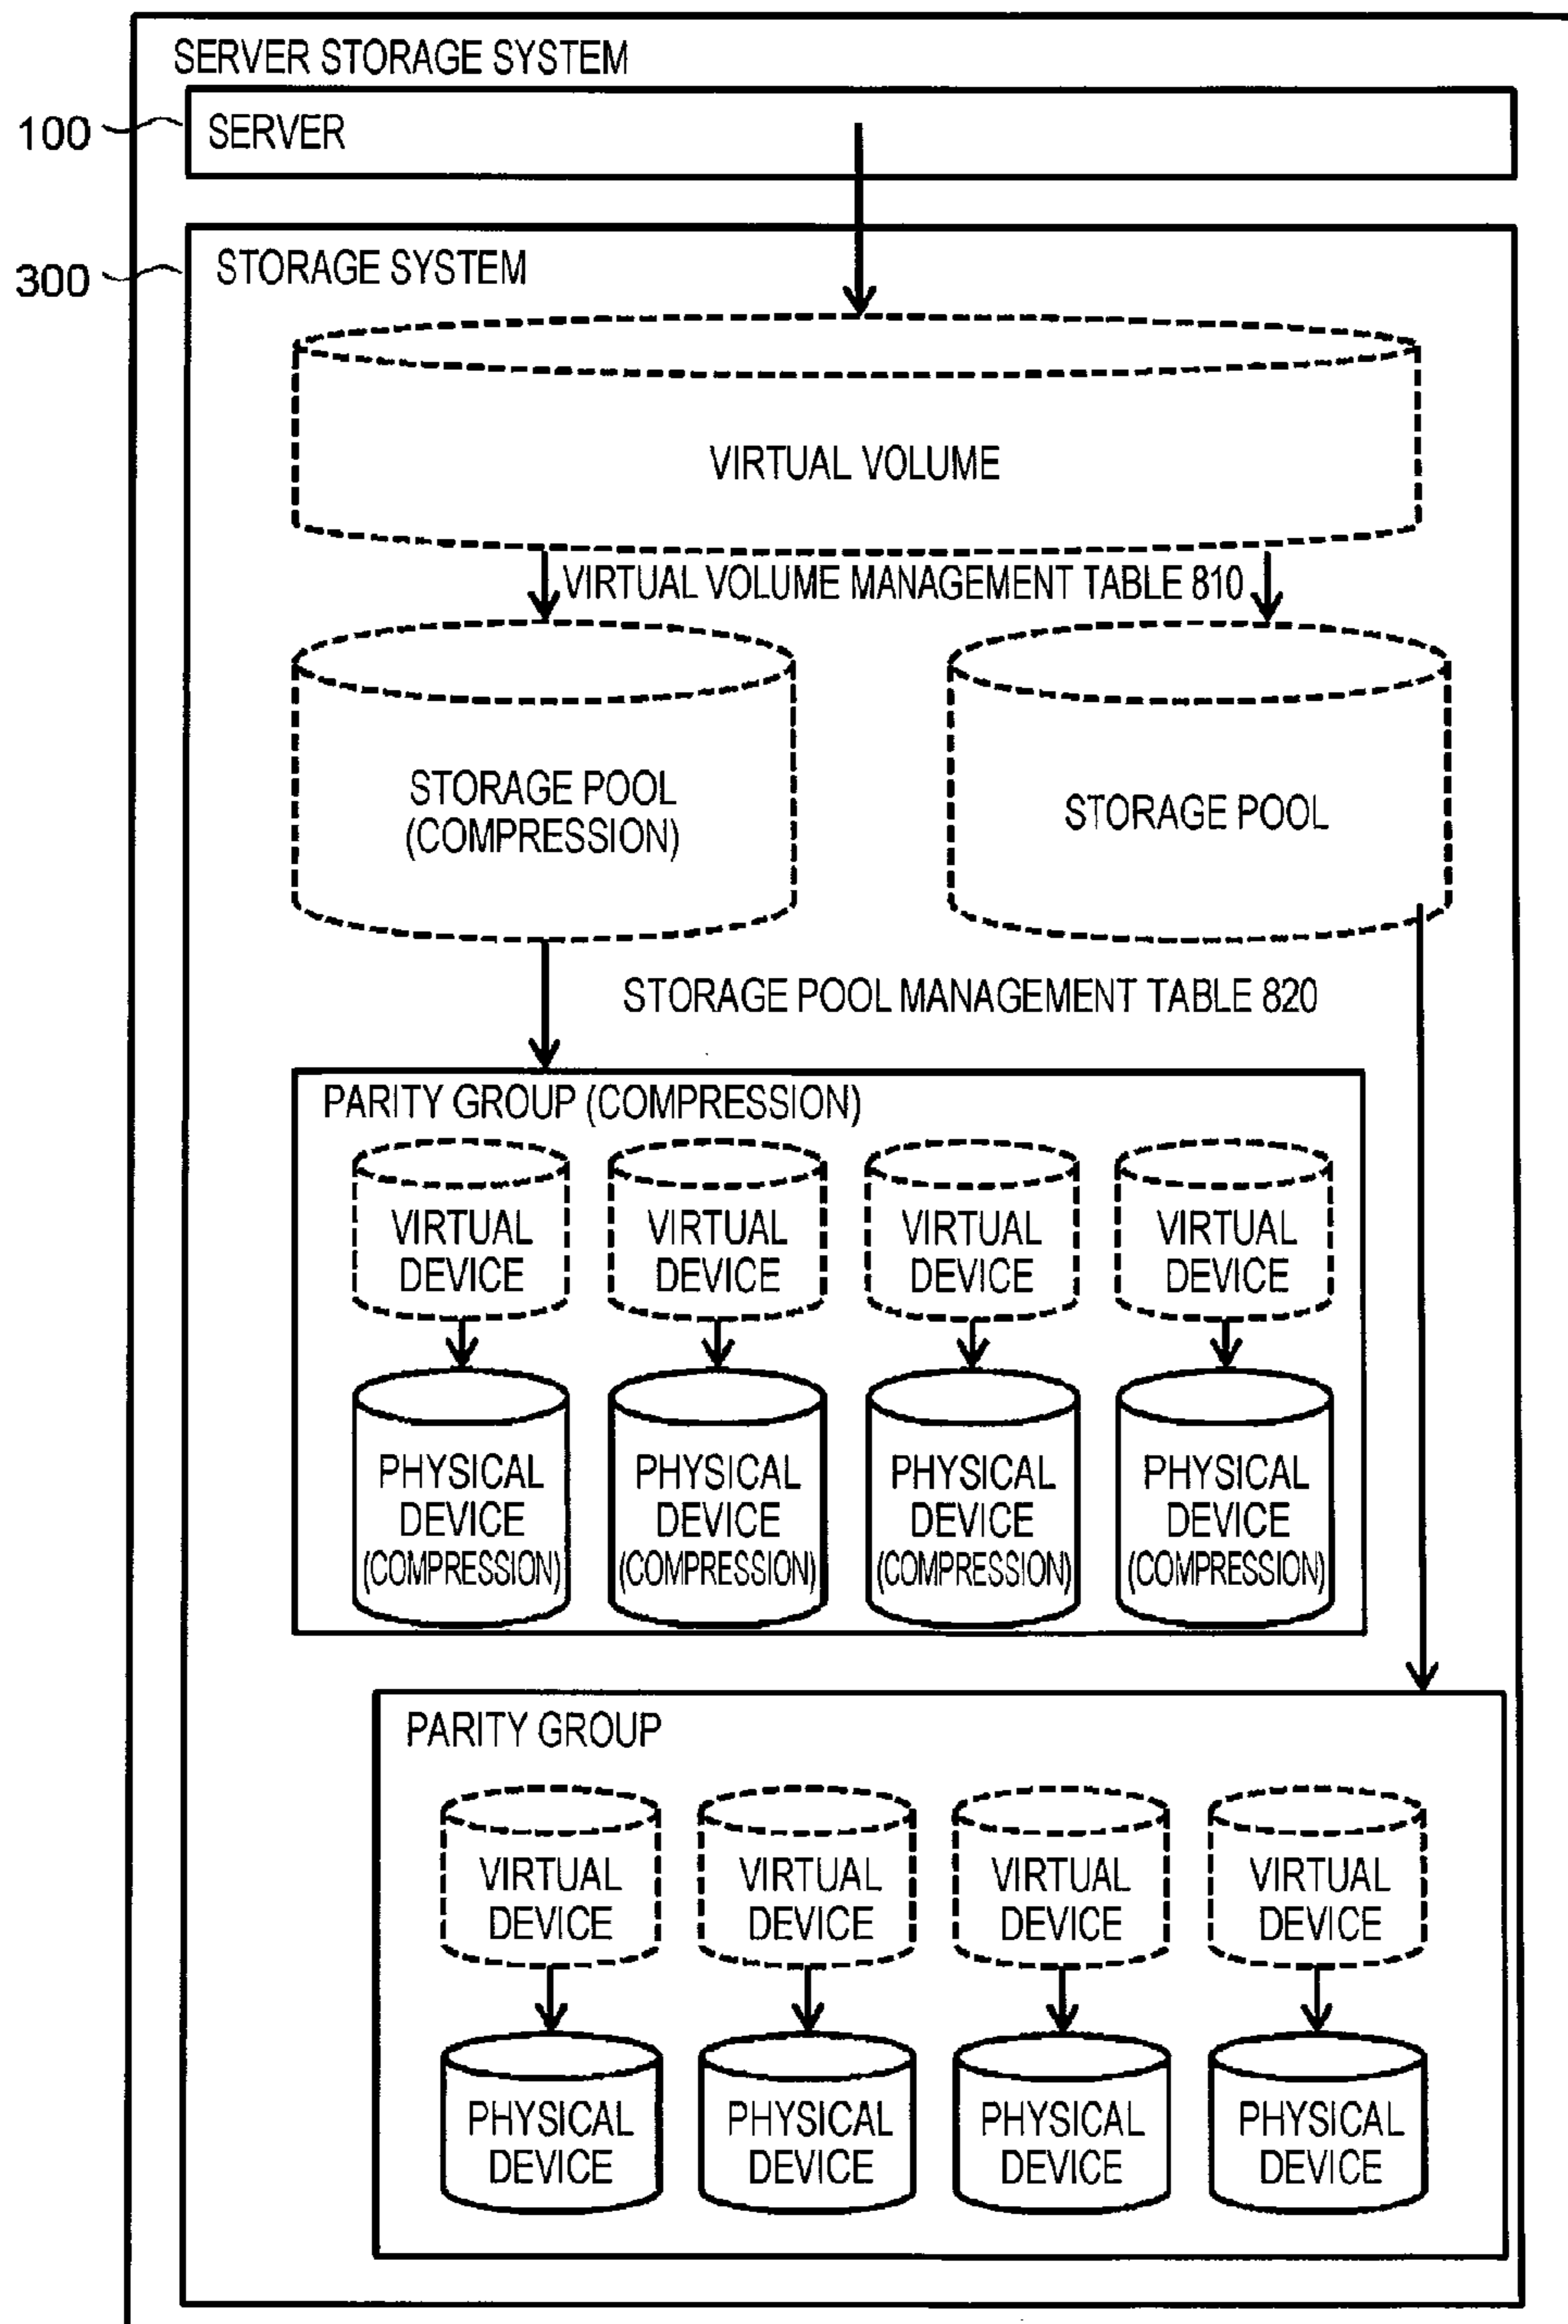 SERVER STORAGE SYSTEM
100
SERVER
300
STORAGE SYSTEM
VIRTUAL VOLUME
VIRTUAL VOLUME MANAGEMENT TABLE 810
STORAGE POOL
(COMPRESSION)
STORAGE POOL
STORAGE POOL MANAGEMENT TABLE 820
PARITY GROUP (COMPRESSION)
VIRTUAL
DEVICE
VIRTUAL
DEVICE
VIRTUAL
DEVICE
VIRTUAL
DEVICE
PHYSICAL
DEVICE
(COMPRESSION)
PHYSICAL
DEVICE
(COMPRESSION)
PHYSICAL
DEVICE
(COMPRESSION)
PHYSICAL
DEVICE
(COMPRESSION)
PARITY GROUP
VIRTUAL
DEVICE
VIRTUAL
DEVICE
VIRTUAL
DEVICE
VIRTUAL
DEVICE
PHYSICAL
DEVICE
PHYSICAL
DEVICE
PHYSICAL
DEVICE
PHYSICAL
DEVICE